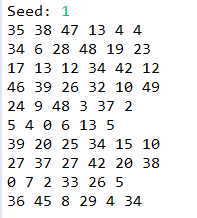 Seed: 1
35 38 47 13 4 4
34 6 28 48 19 23
17 13 12 34 42 12
46 39 26 32 10 49
24 9 48 3 37 2
5 4 0 6 13 5
39 20 25 34 15 10
27 37 27 42 20 38
0 7 2 33 26 5
36 45 8 29 4 34